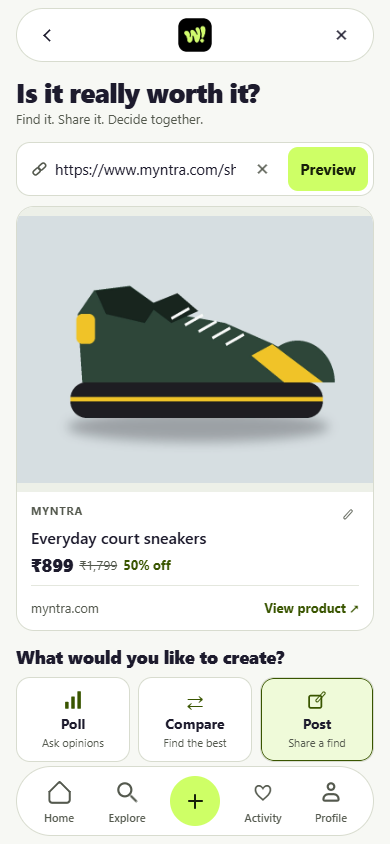 W!
Is it really worth it?
Find it. Share it. Decide together.
https://www.myntra.com/sh
Preview
MYNTRA
Everyday court sneakers
₹899 ₹1,799 50% off
myntra.com View product ↗
What would you like to create?
Poll Compare Post
Ask opinions Find the best Share a find
Home Explore Activity Profile